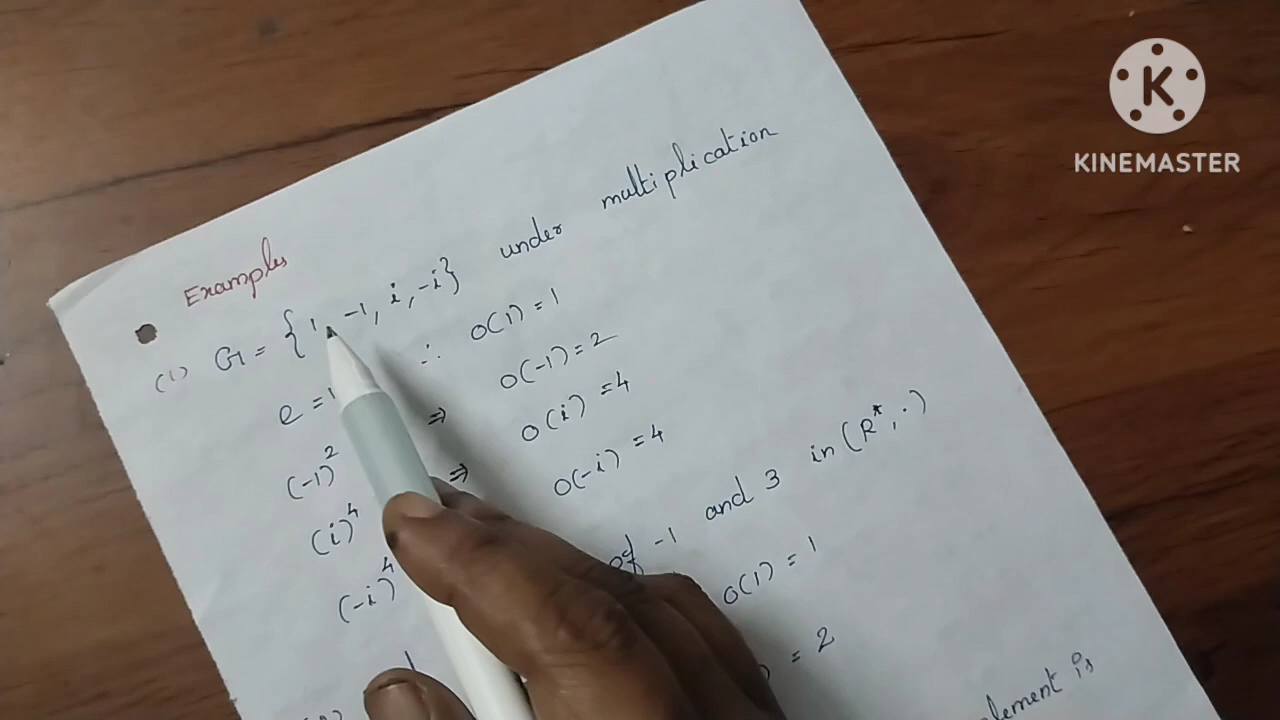 Examples
(1) G = {1, -1, i, -i} under multiplication
e = 1 ∴ O(1) = 1
(-1)² ⇒ O(-1) = 2
(i)⁴ ⇒ O(i) = 4
(-i)⁴ O(-i) = 4
of -1 and 3 in (R*, ·)
O(1) = 1
) = 2
element is
K
KINEMASTER